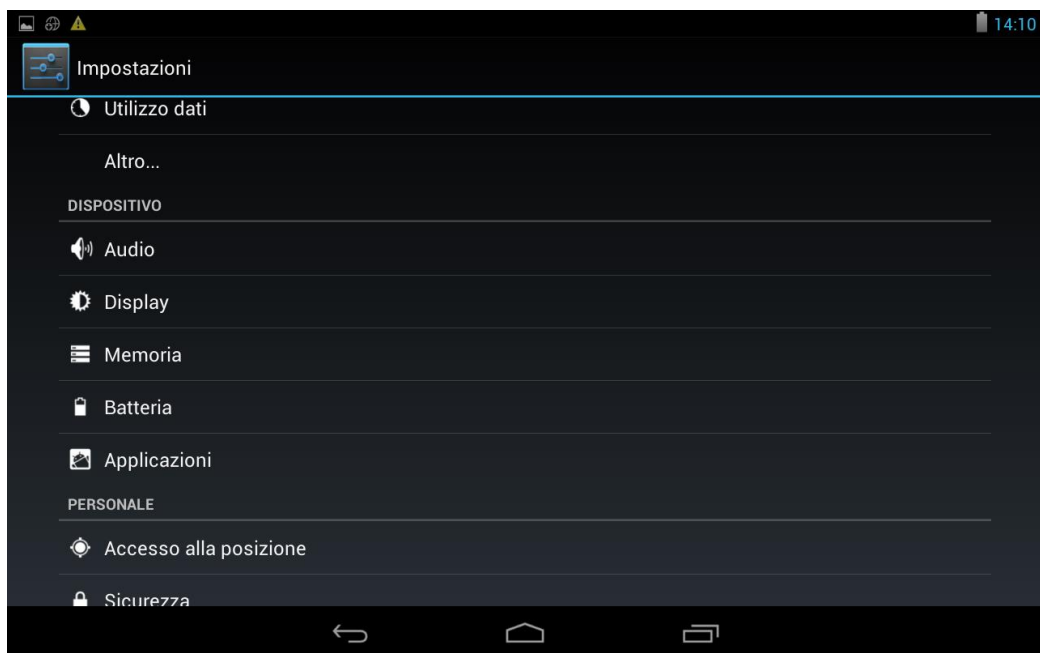 14:10
Impostazioni
Utilizzo dati
Altro...
DISPOSITIVO
Audio
Display
Memoria
Batteria
Applicazioni
PERSONALE
Accesso alla posizione
Sicurezza